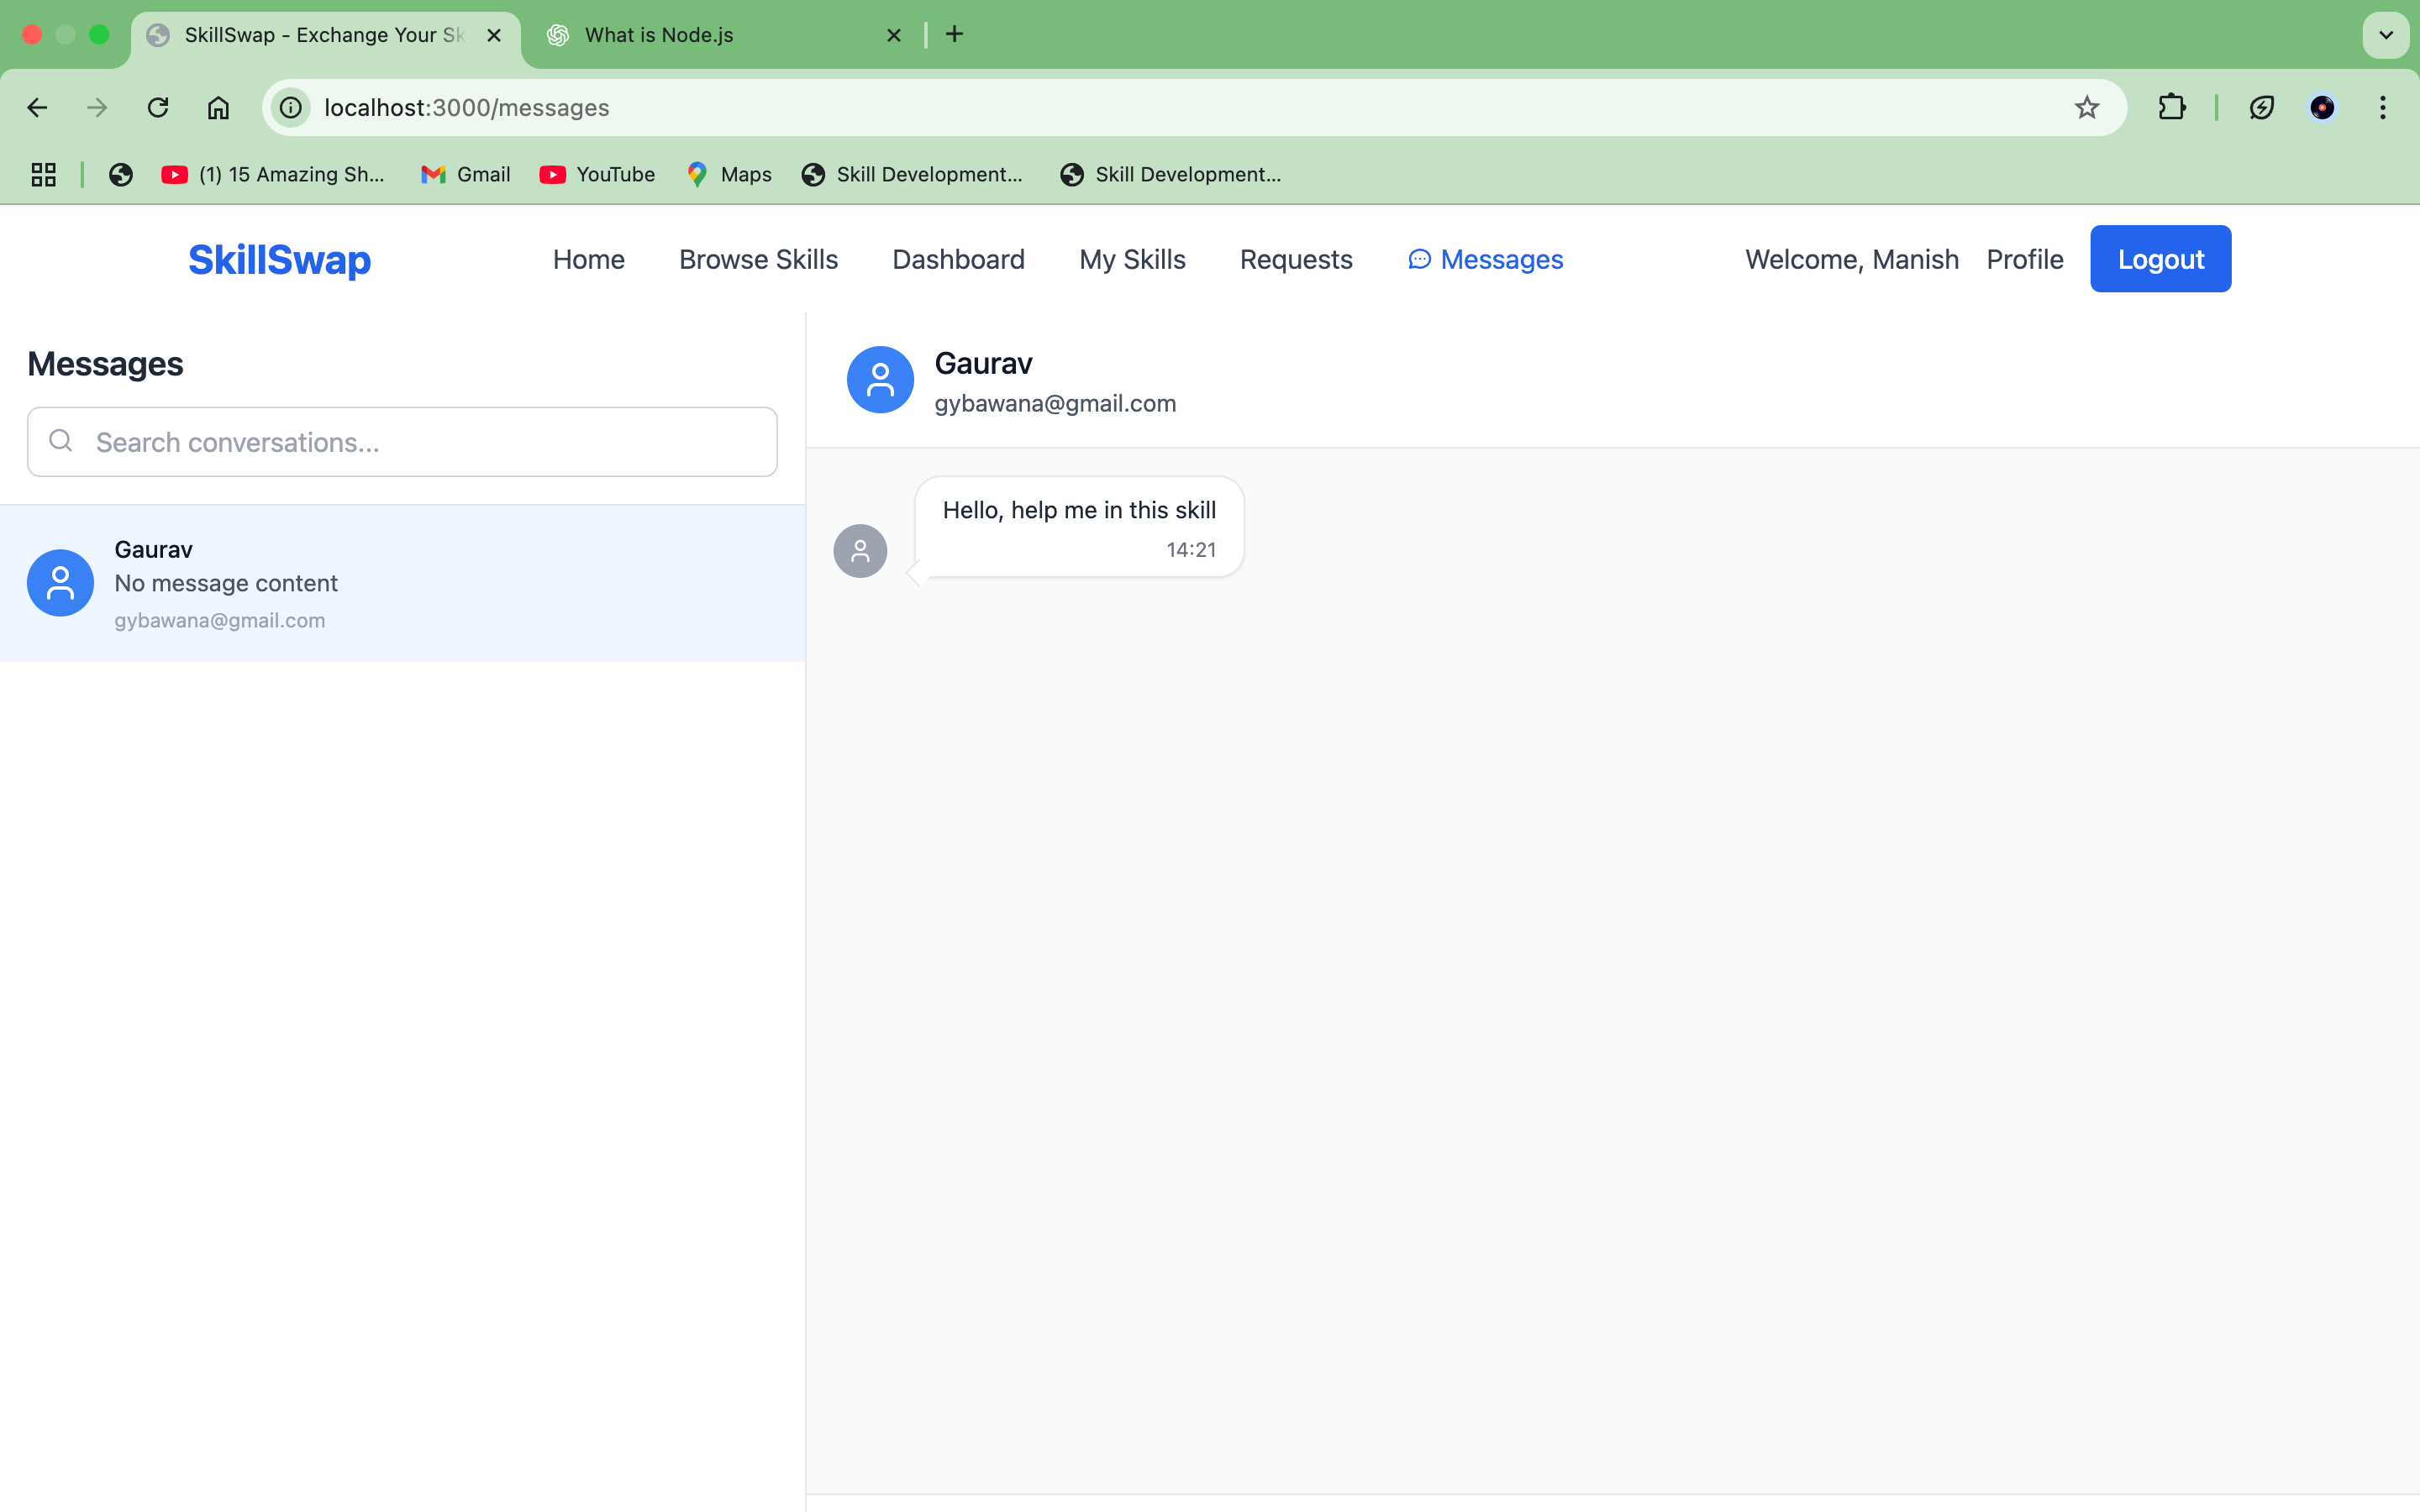 SkillSwap - Exchange Your Sk
What is Node.js
localhost:3000/messages
(1) 15 Amazing Sh...
Gmail
YouTube
Maps
Skill Development...
Skill Development...
SkillSwap
Home
Browse Skills
Dashboard
My Skills
Requests
Messages
Welcome, Manish
Profile
Logout
Messages
Search conversations...
Gaurav
No message content
gybawana@gmail.com
Gaurav
gybawana@gmail.com
Hello, help me in this skill
14:21